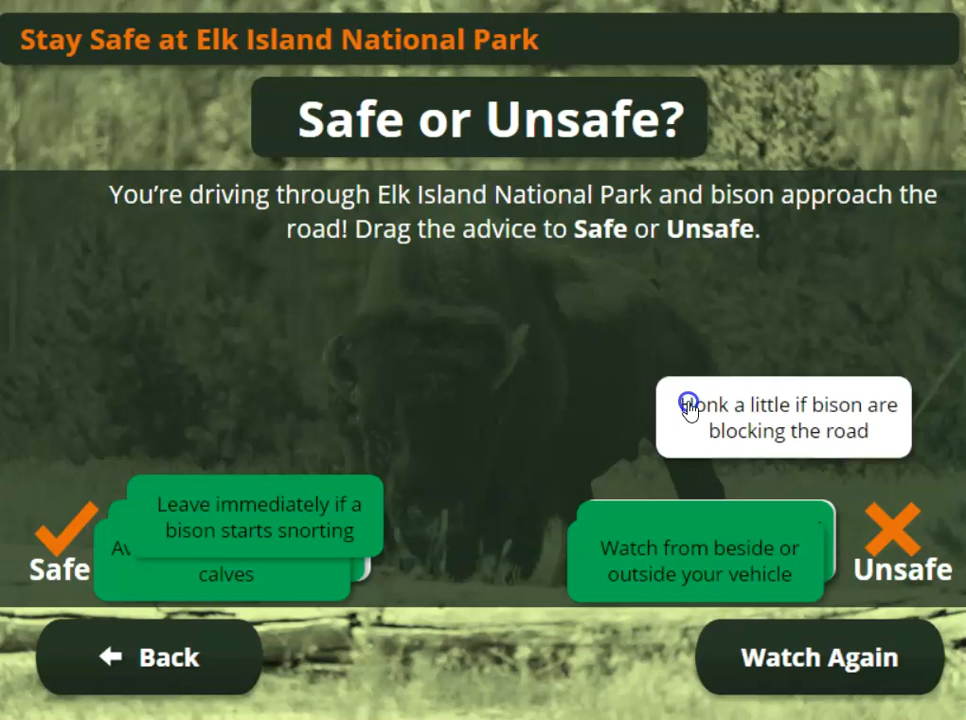 Stay Safe at Elk Island National Park
Safe or Unsafe?
You're driving through Elk Island National Park and bison approach the
road! Drag the advice to Safe or Unsafe.
Honk a little if bison are
blocking the road
Leave immediately if a
bison starts snorting
calves
Watch from beside or
outside your vehicle
Safe
Unsafe
Back
Watch Again